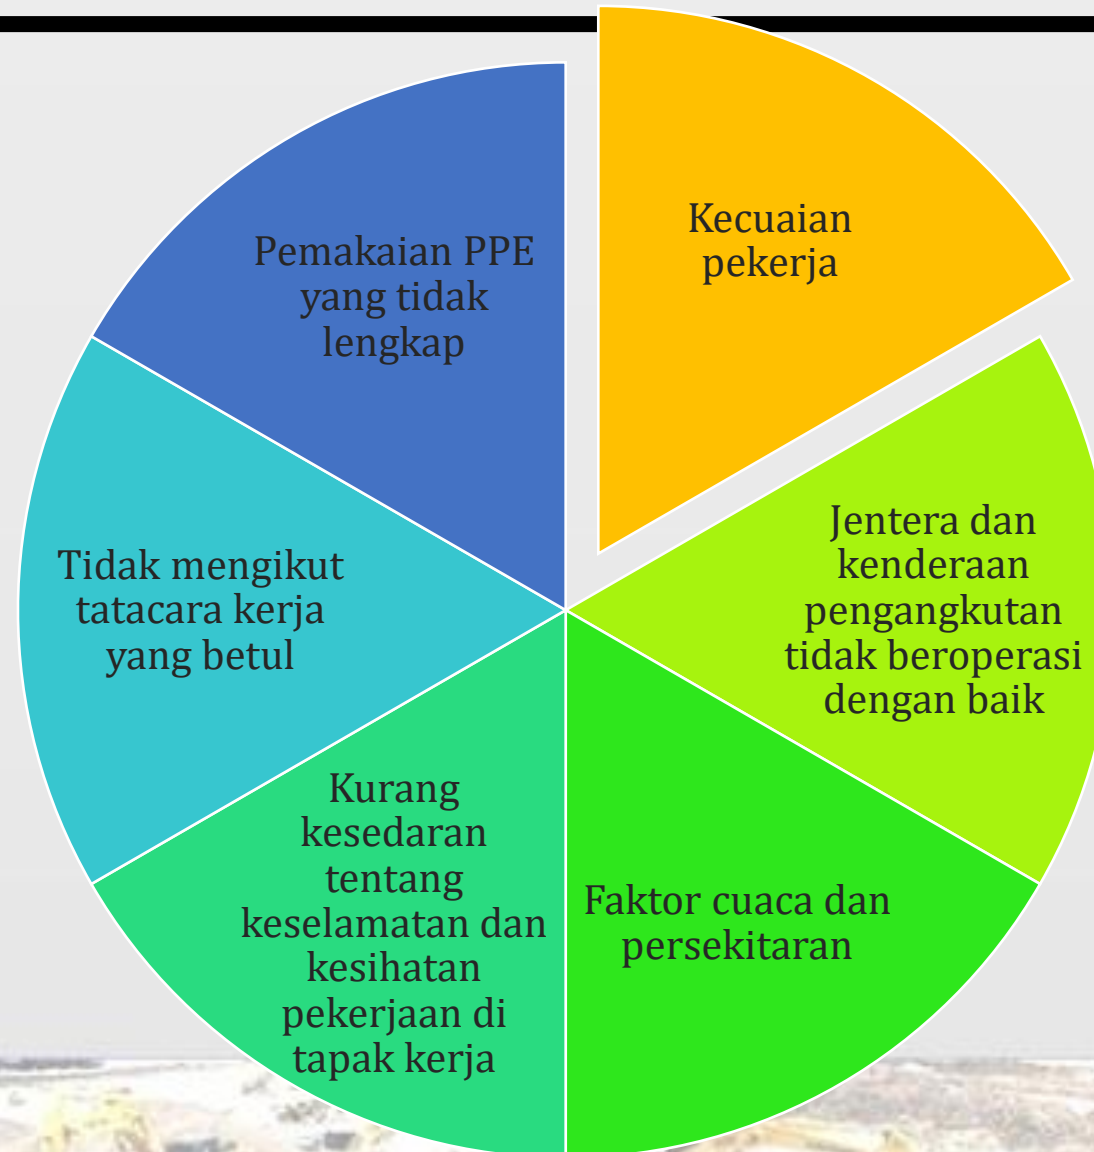 Kecuaian
pekerja
Jentera dan
kenderaan
pengangkutan
tidak beroperasi
dengan baik
Faktor cuaca dan
persekitaran
Kurang
kesedaran
tentang
keselamatan dan
kesihatan
pekerjaan di
tapak kerja
Tidak mengikut
tatacara kerja
yang betul
Pemakaian PPE
yang tidak
lengkap